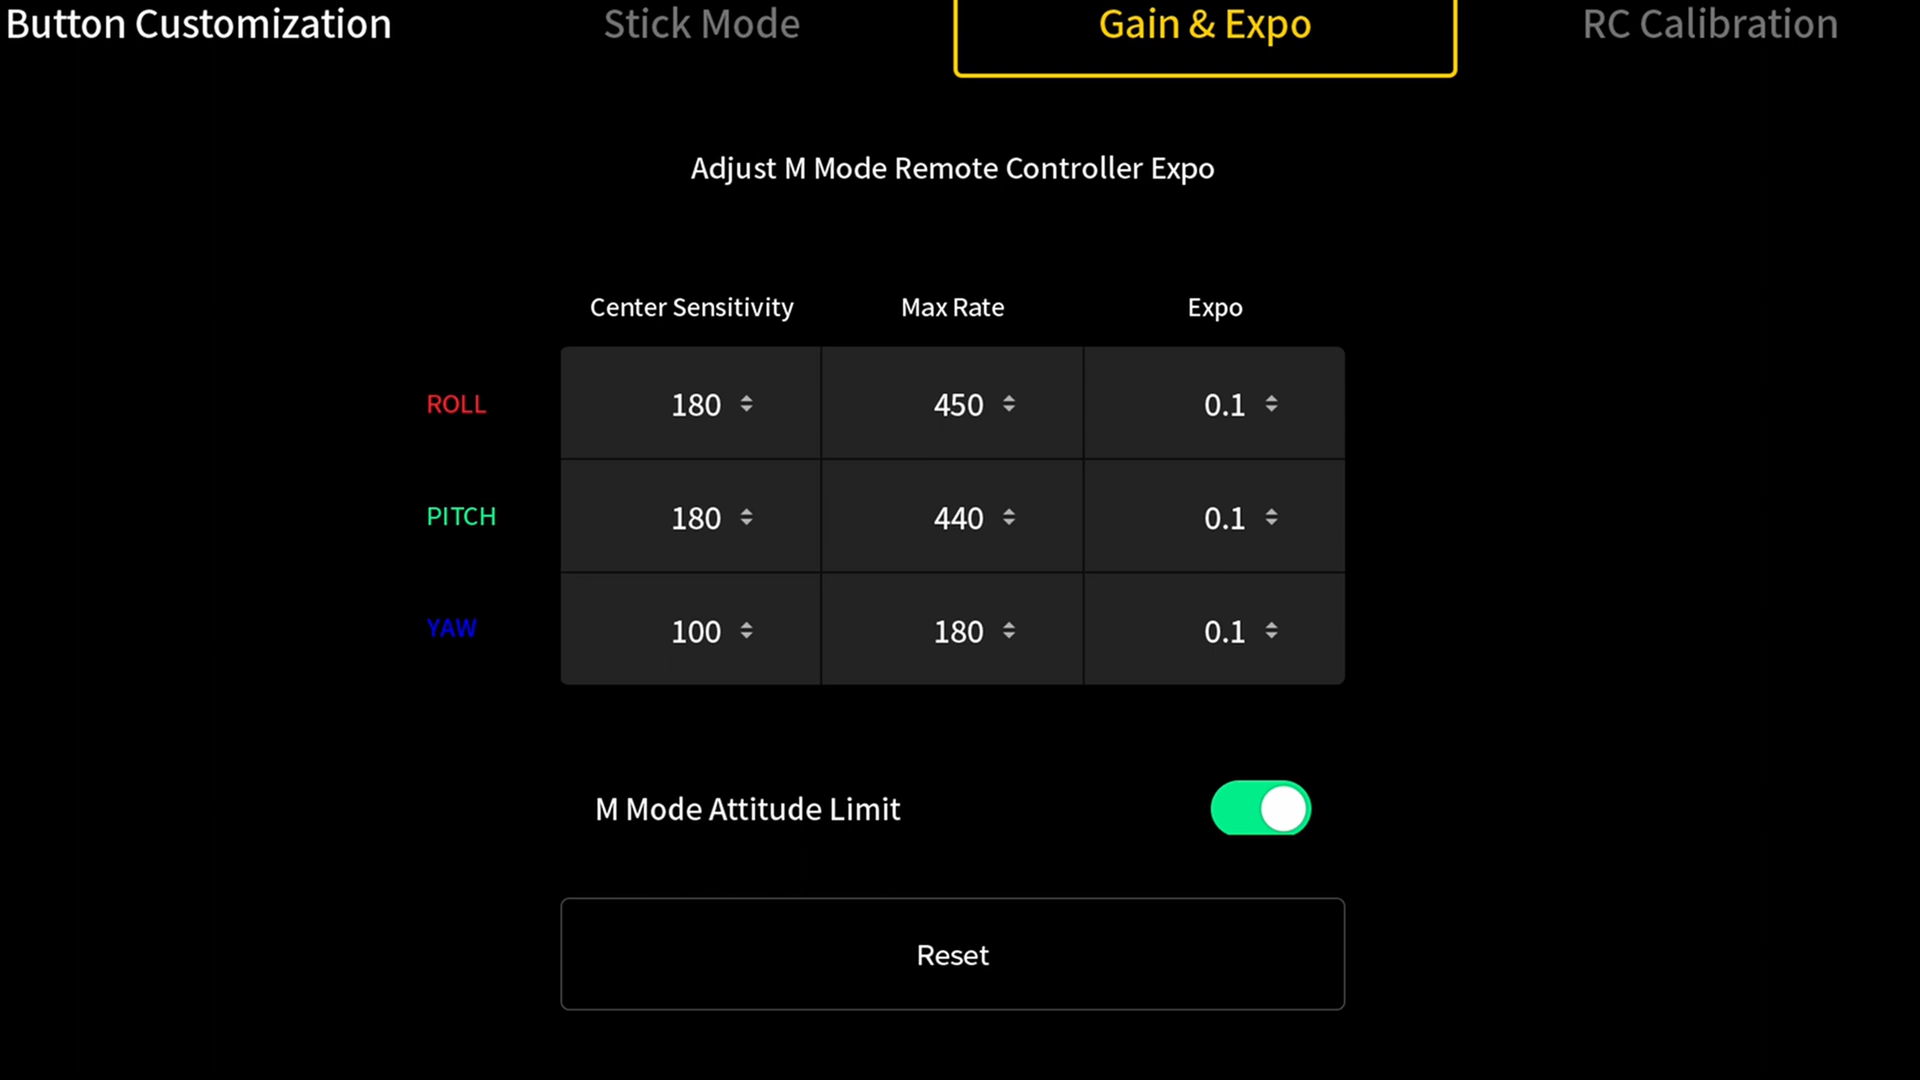 Button Customization Stick Mode Gain & Expo RC Calibration
Adjust M Mode Remote Controller Expo
Center Sensitivity Max Rate Expo
ROLL 180 450 0.1
PITCH 180 440 0.1
YAW 100 180 0.1
M Mode Attitude Limit
Reset